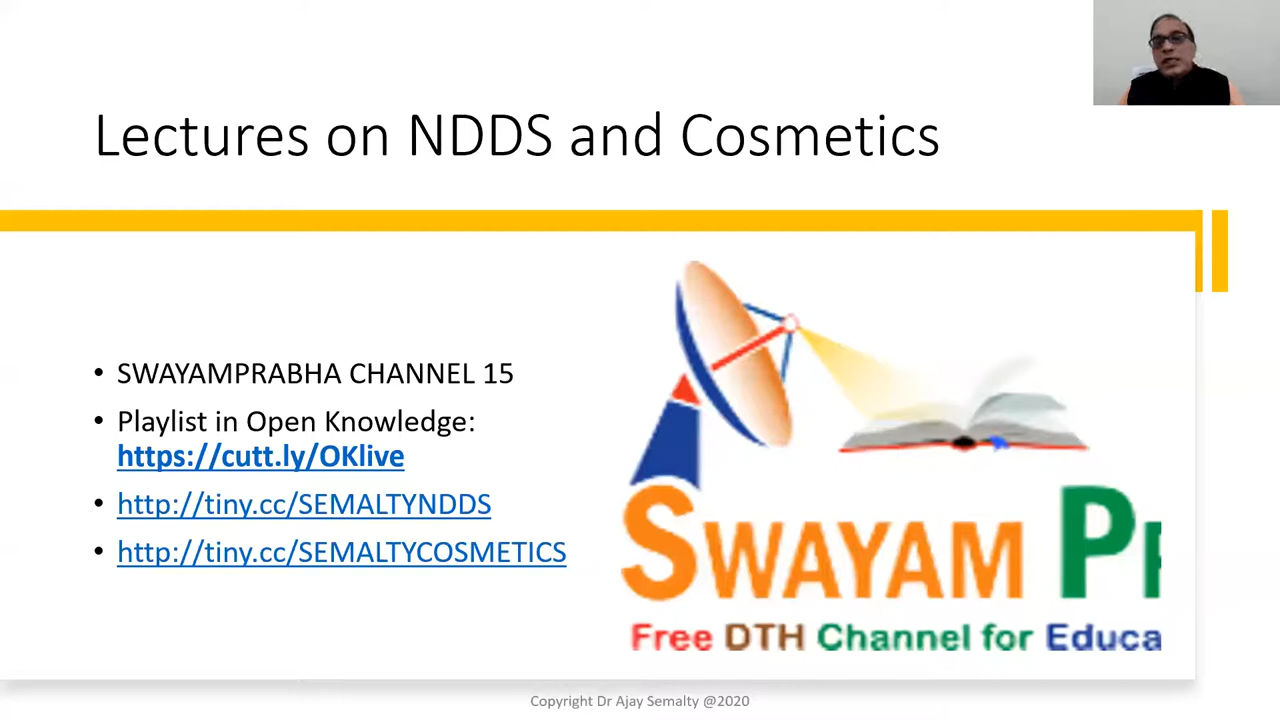 Lectures on NDDS and Cosmetics
• SWAYAMPRABHA CHANNEL 15
• Playlist in Open Knowledge:
https://cutt.ly/OKlive
• http://tiny.cc/SEMALTYNDDS
• http://tiny.cc/SEMALTYCOSMETICS
SWAYAM P
Free DTH Channel for Educa
Copyright Dr Ajay Semalty @2020